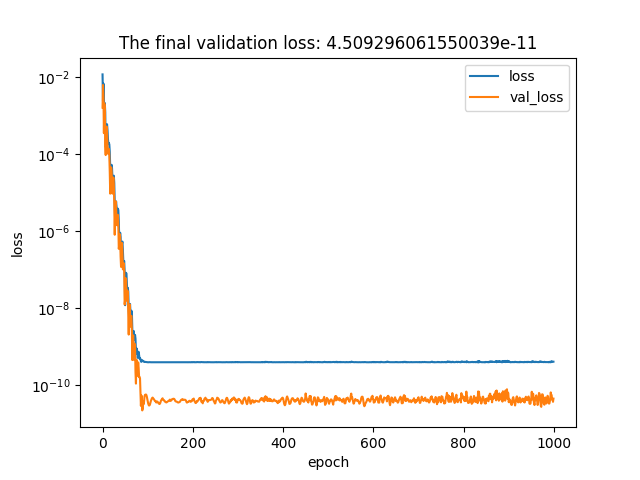 The final validation loss: 4.509296061550039e-11
loss
val_loss
10⁻²
10⁻⁴
10⁻⁶
10⁻⁸
10⁻¹⁰
loss
0
200
400
600
800
1000
epoch